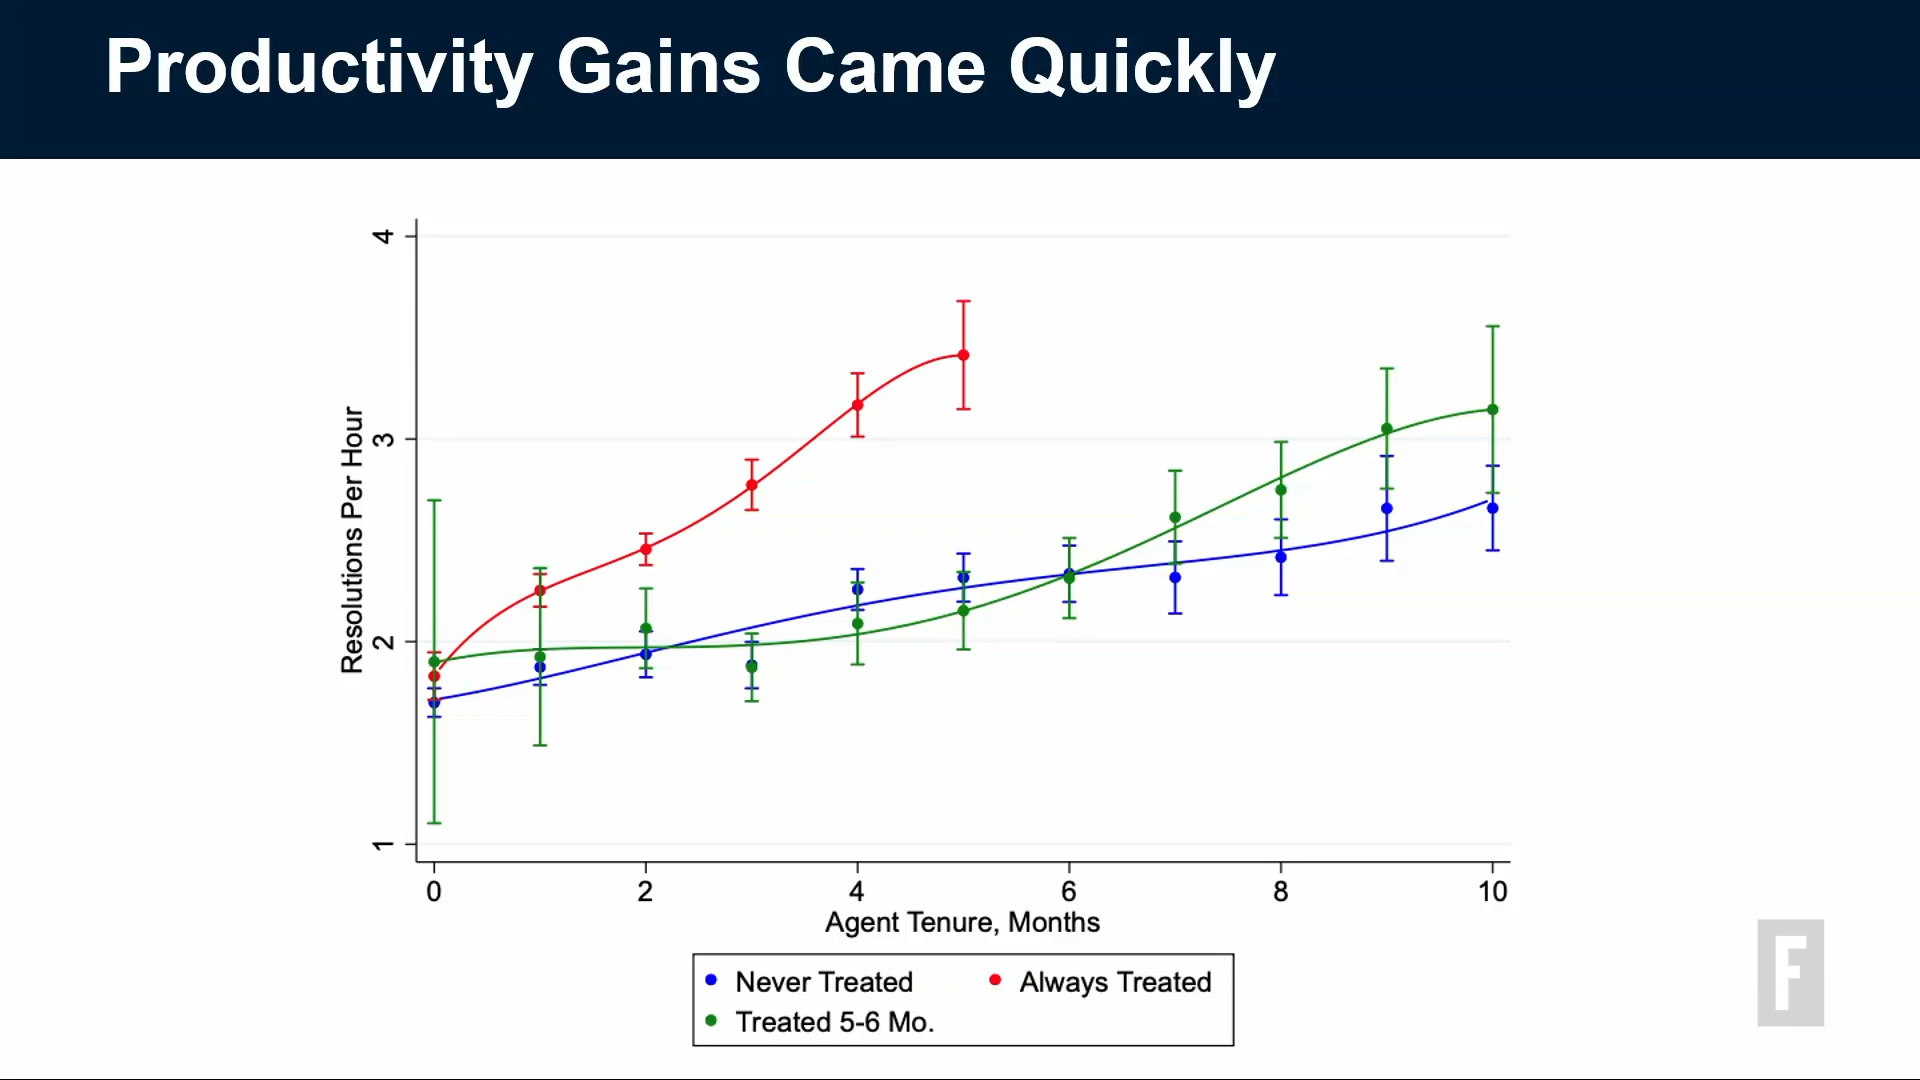 Productivity Gains Came Quickly
4
3
2
1
Resolutions Per Hour
0 2 4 6 8 10
Agent Tenure, Months
Never Treated Always Treated
Treated 5-6 Mo.
F